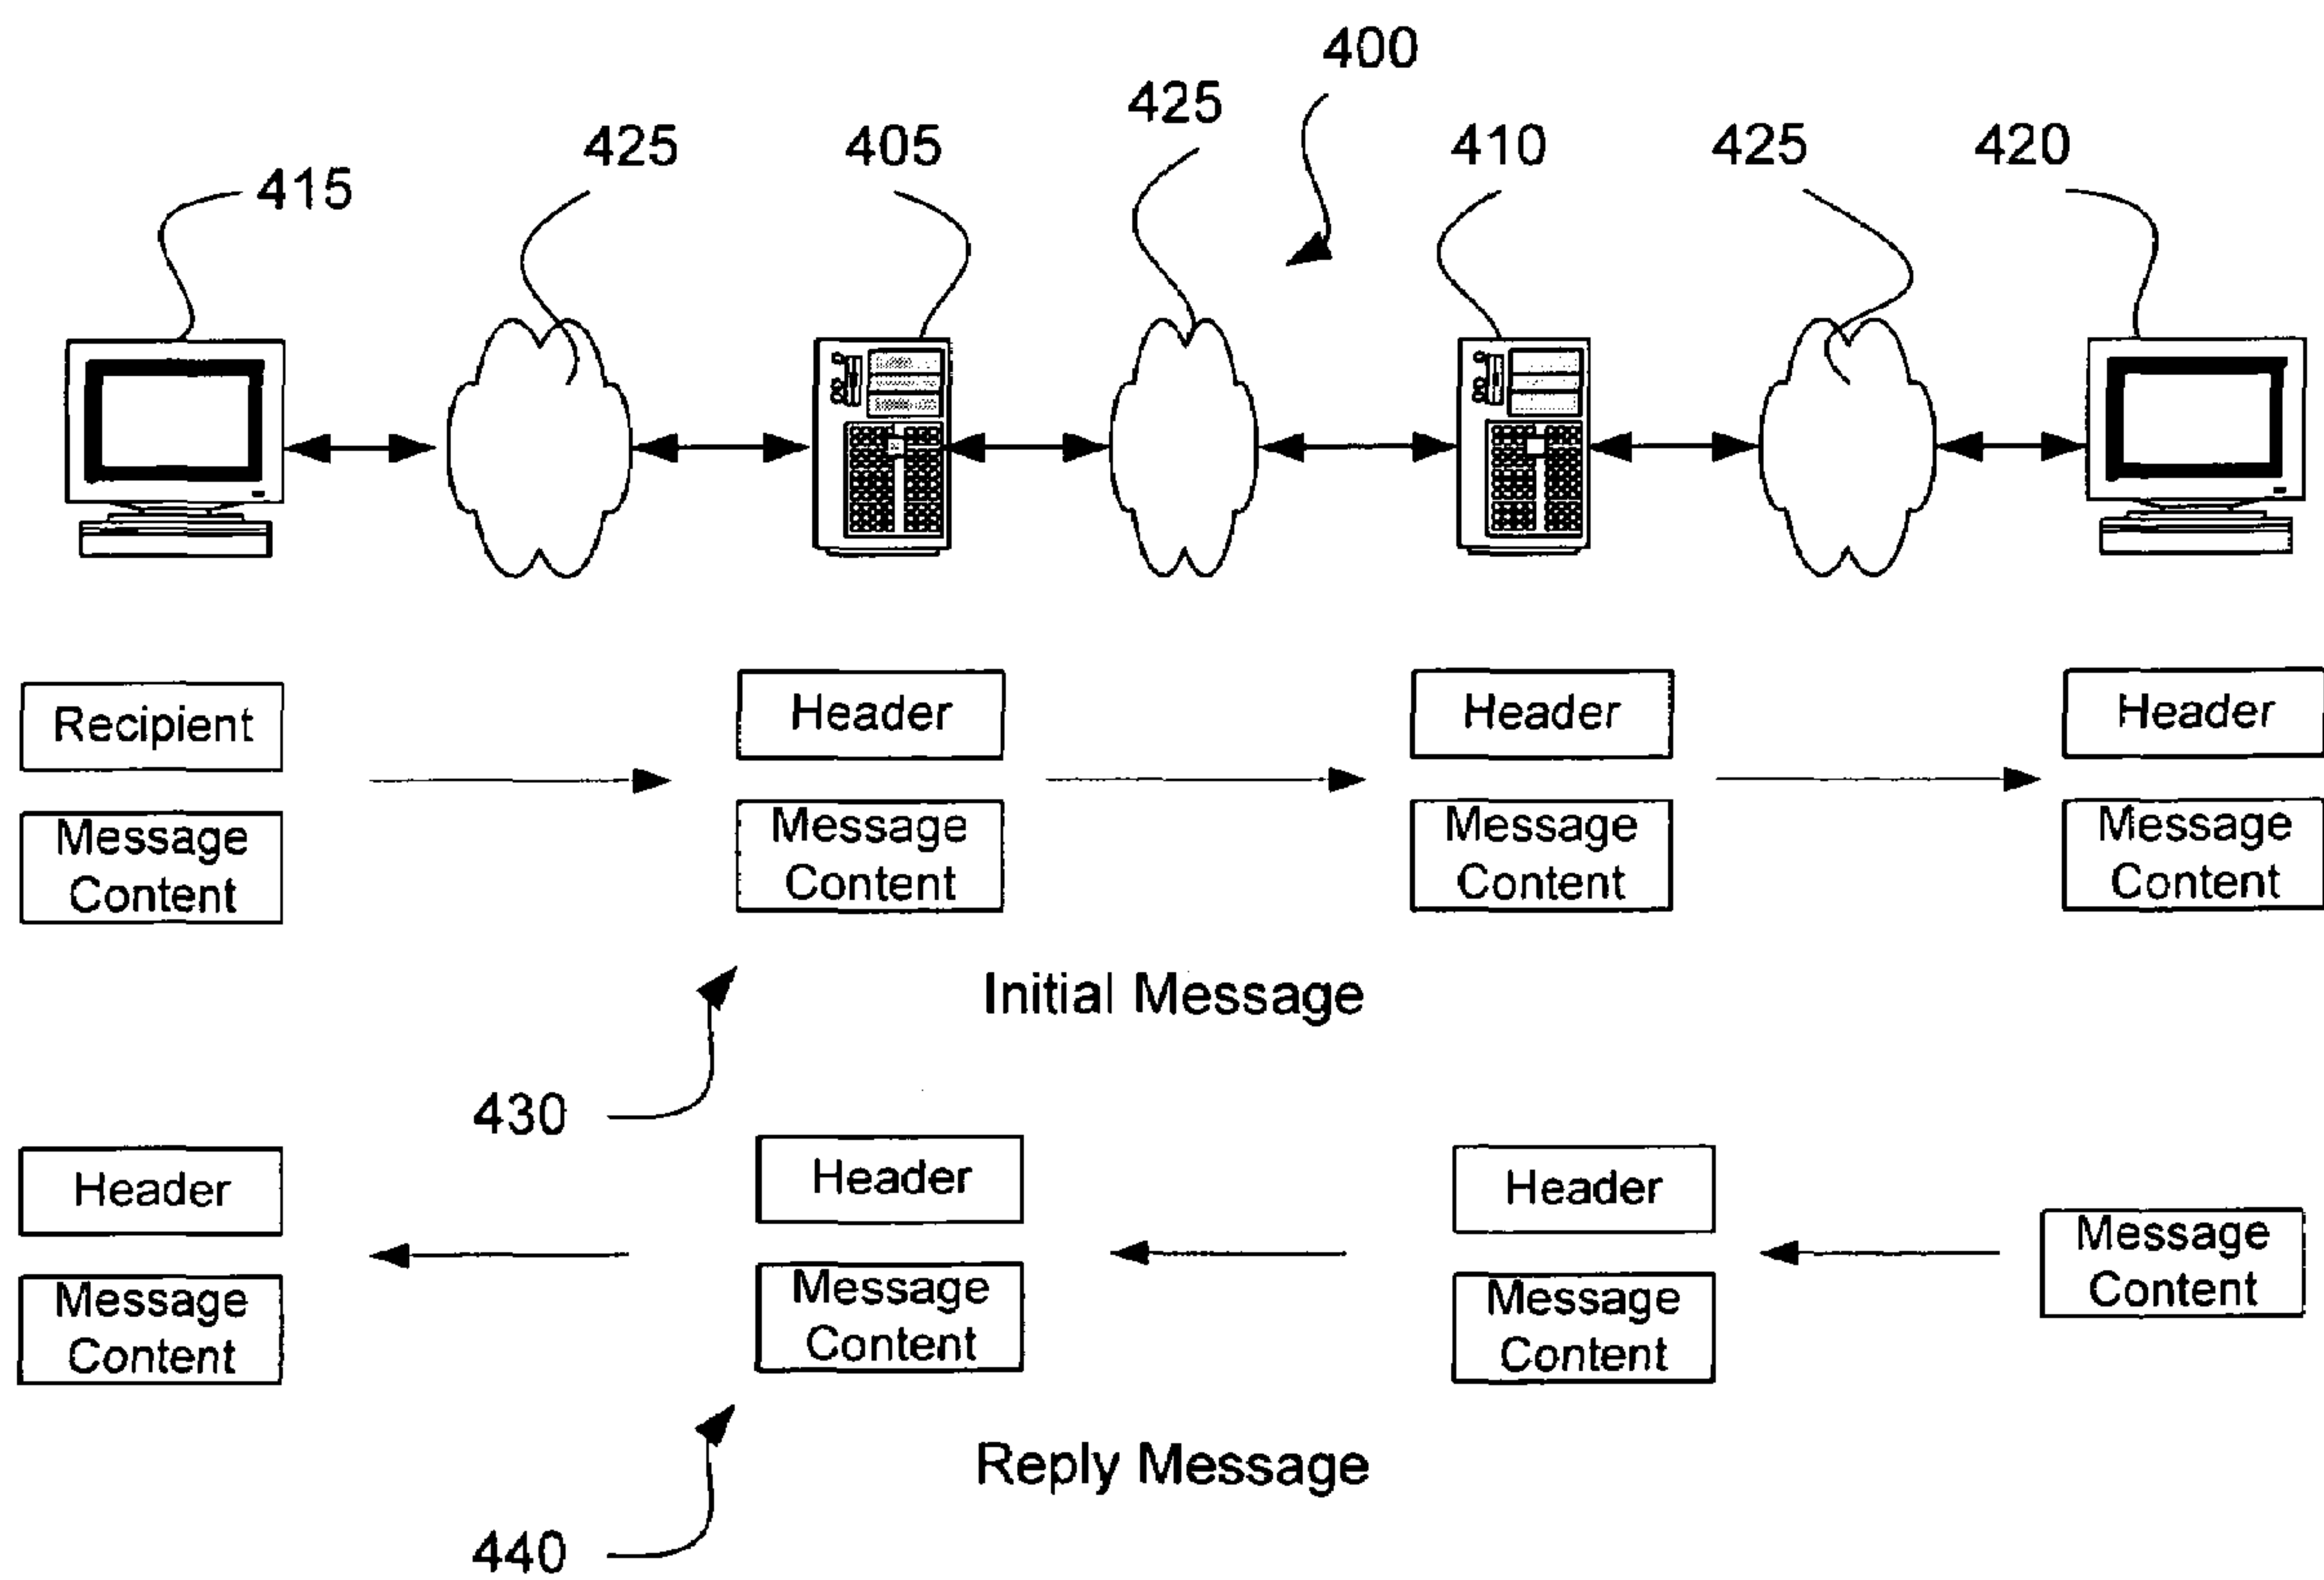 400
425
425
405
410
425
420
415
Recipient
Header
Header
Header
Message
Content
Message
Content
Message
Content
Message
Content
Initial Message
430
Header
Header
Header
Message
Content
Message
Content
Message
Content
Message
Content
Reply Message
440